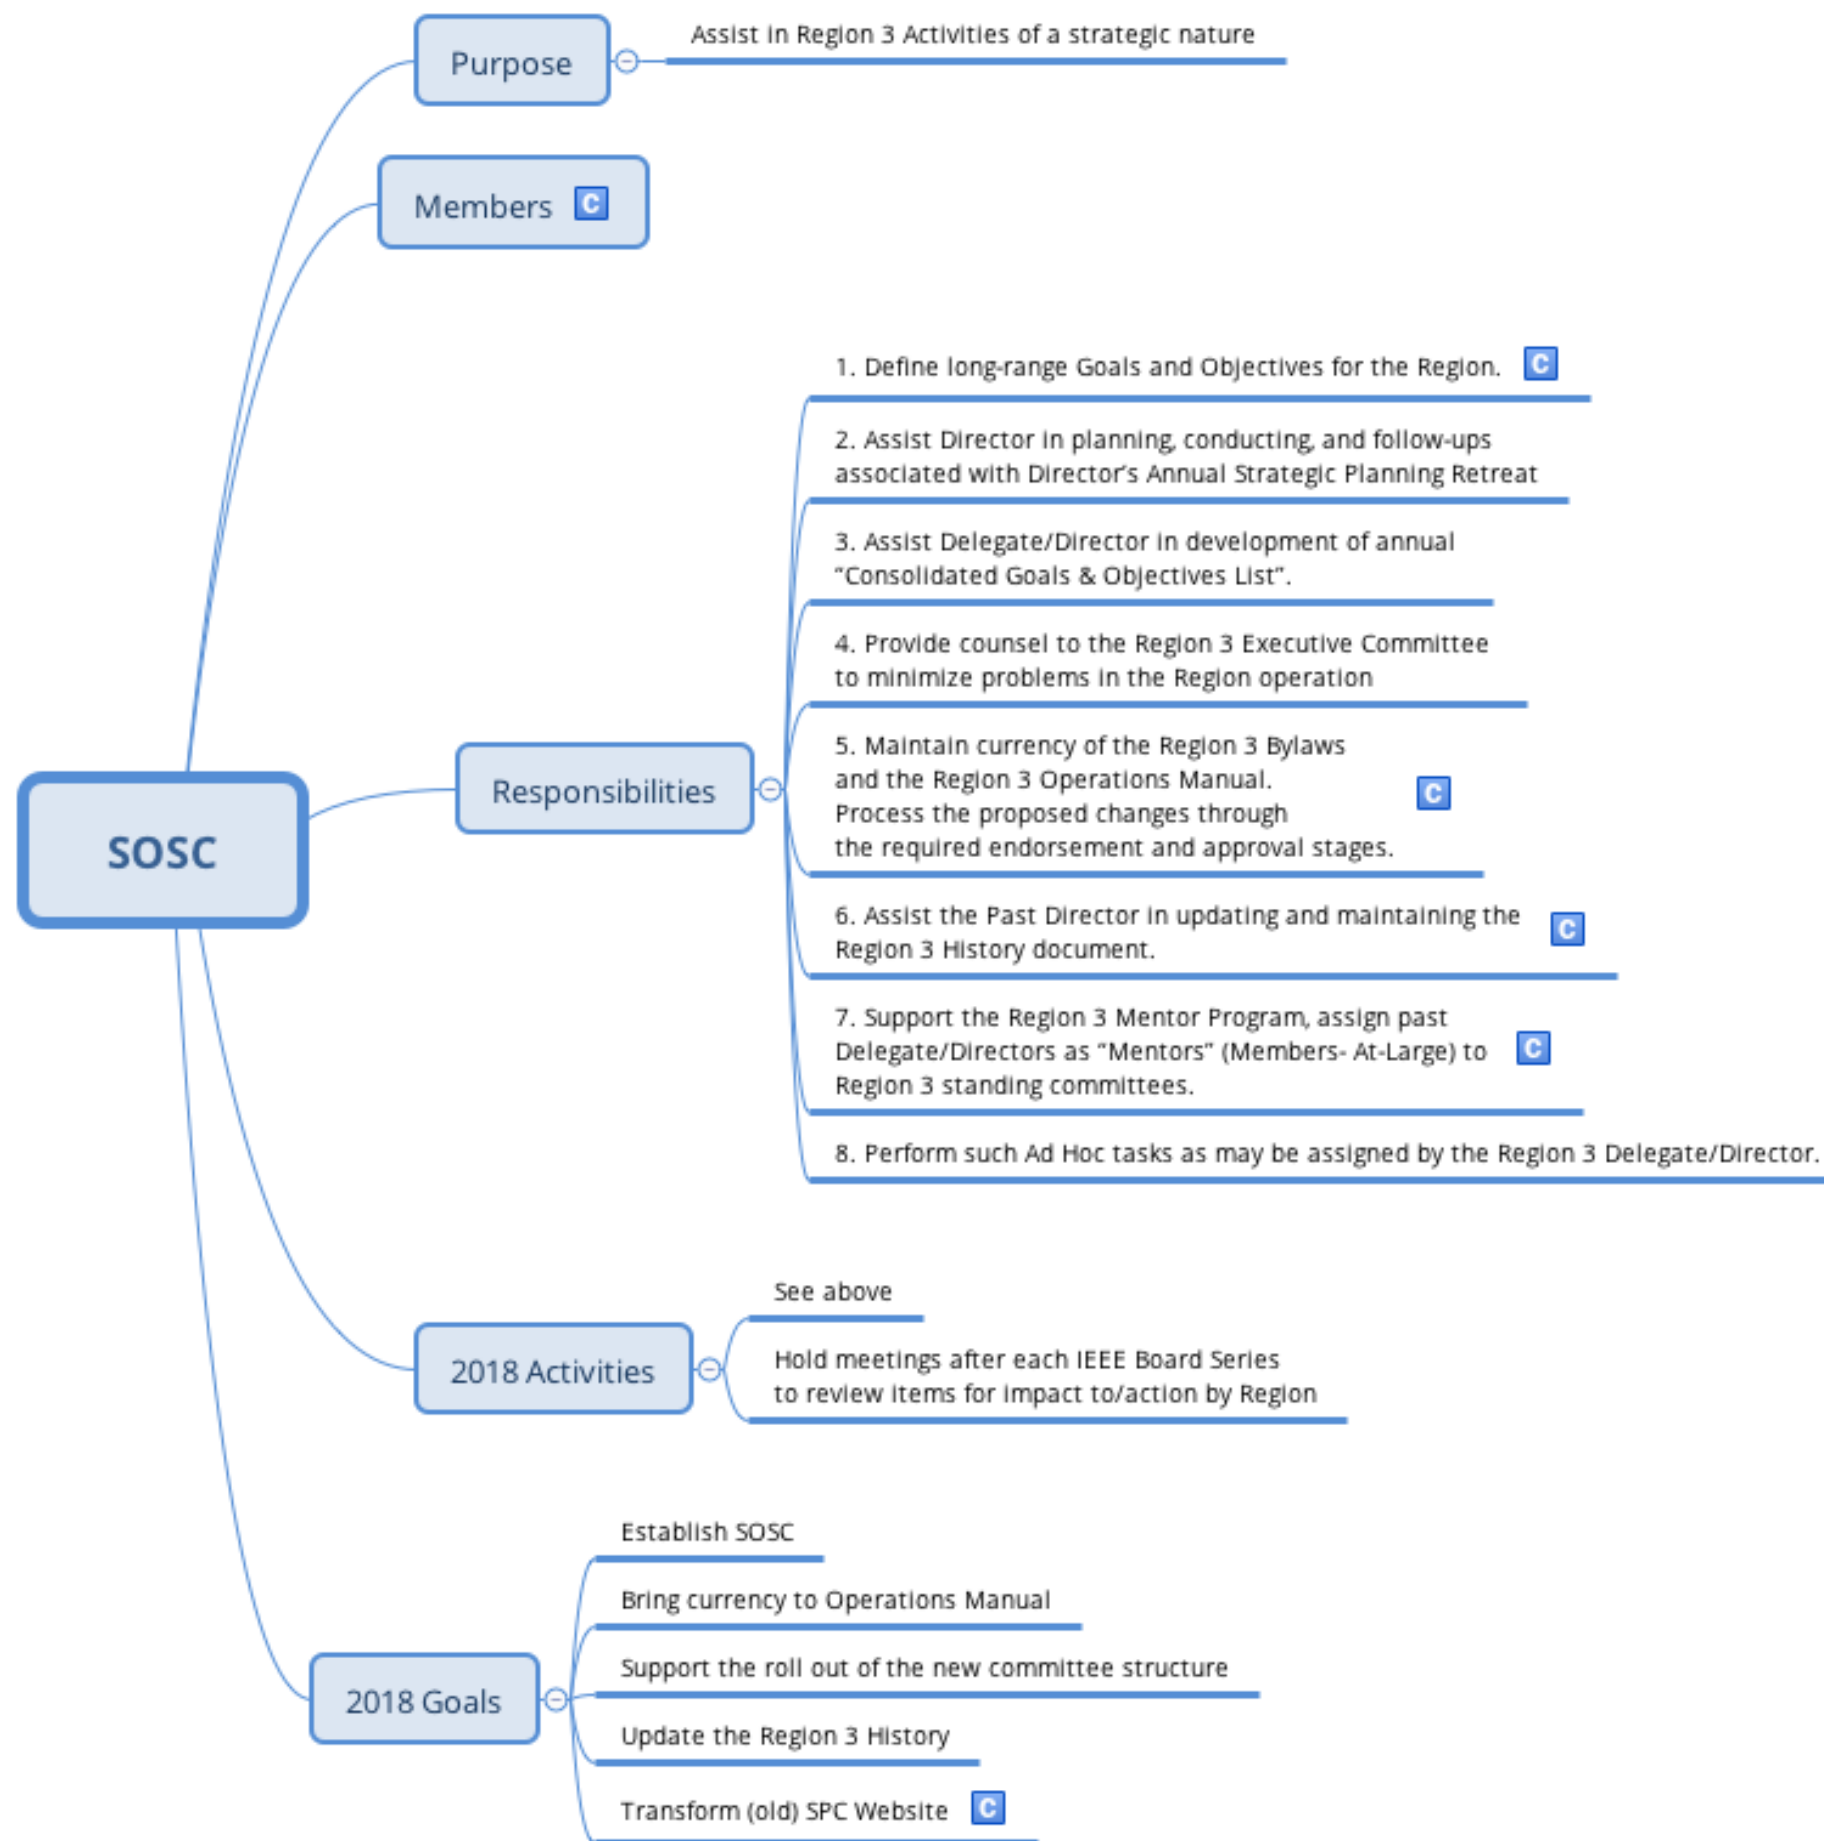 Purpose
Assist in Region 3 Activities of a strategic nature
Members C
SOSC
Responsibilities
1. Define long-range Goals and Objectives for the Region. C
2. Assist Director in planning, conducting, and follow-ups
associated with Director’s Annual Strategic Planning Retreat
3. Assist Delegate/Director in development of annual
“Consolidated Goals & Objectives List”.
4. Provide counsel to the Region 3 Executive Committee
to minimize problems in the Region operation
5. Maintain currency of the Region 3 Bylaws
and the Region 3 Operations Manual.
Process the proposed changes through
the required endorsement and approval stages.
C
6. Assist the Past Director in updating and maintaining the
Region 3 History document.
C
7. Support the Region 3 Mentor Program, assign past
Delegate/Directors as “Mentors” (Members- At-Large) to
Region 3 standing committees.
C
8. Perform such Ad Hoc tasks as may be assigned by the Region 3 Delegate/Director.
2018 Activities
See above
Hold meetings after each IEEE Board Series
to review items for impact to/action by Region
2018 Goals
Establish SOSC
Bring currency to Operations Manual
Support the roll out of the new committee structure
Update the Region 3 History
Transform (old) SPC Website C